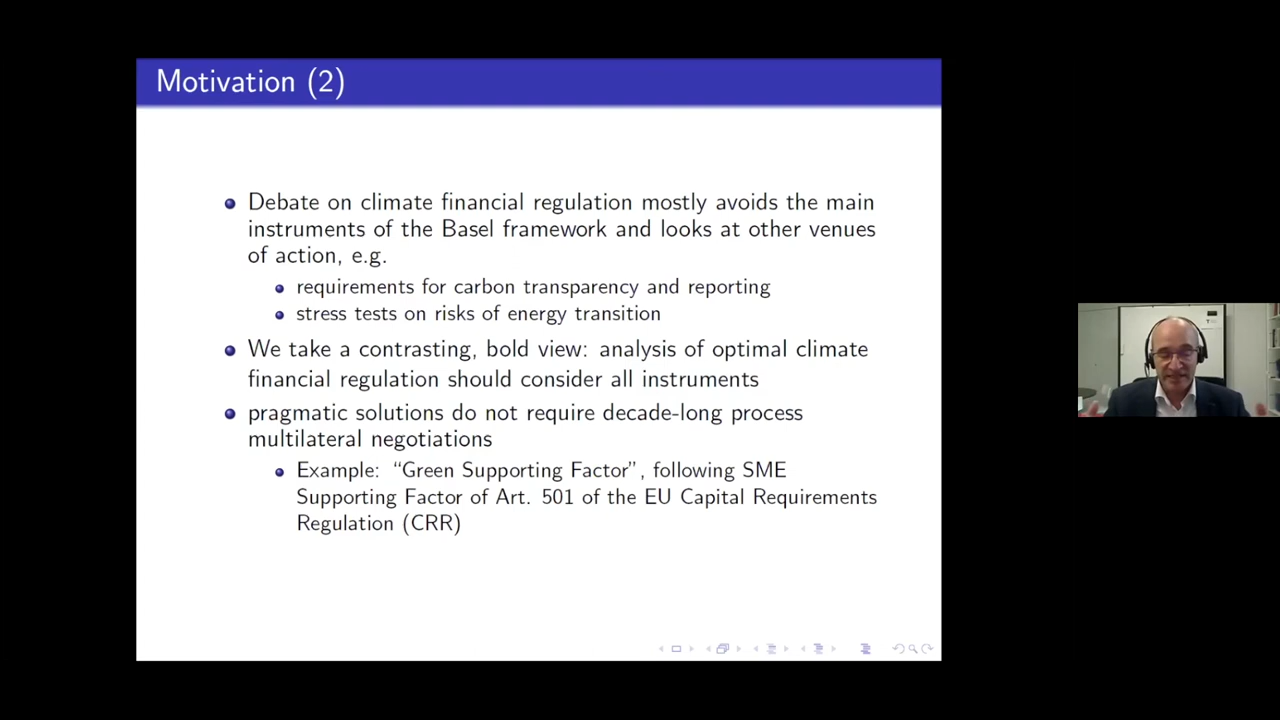 Motivation (2)
Debate on climate financial regulation mostly avoids the main
instruments of the Basel framework and looks at other venues
of action, e.g.
requirements for carbon transparency and reporting
stress tests on risks of energy transition
We take a contrasting, bold view: analysis of optimal climate
financial regulation should consider all instruments
pragmatic solutions do not require decade-long process
multilateral negotiations
Example: “Green Supporting Factor”, following SME
Supporting Factor of Art. 501 of the EU Capital Requirements
Regulation (CRR)